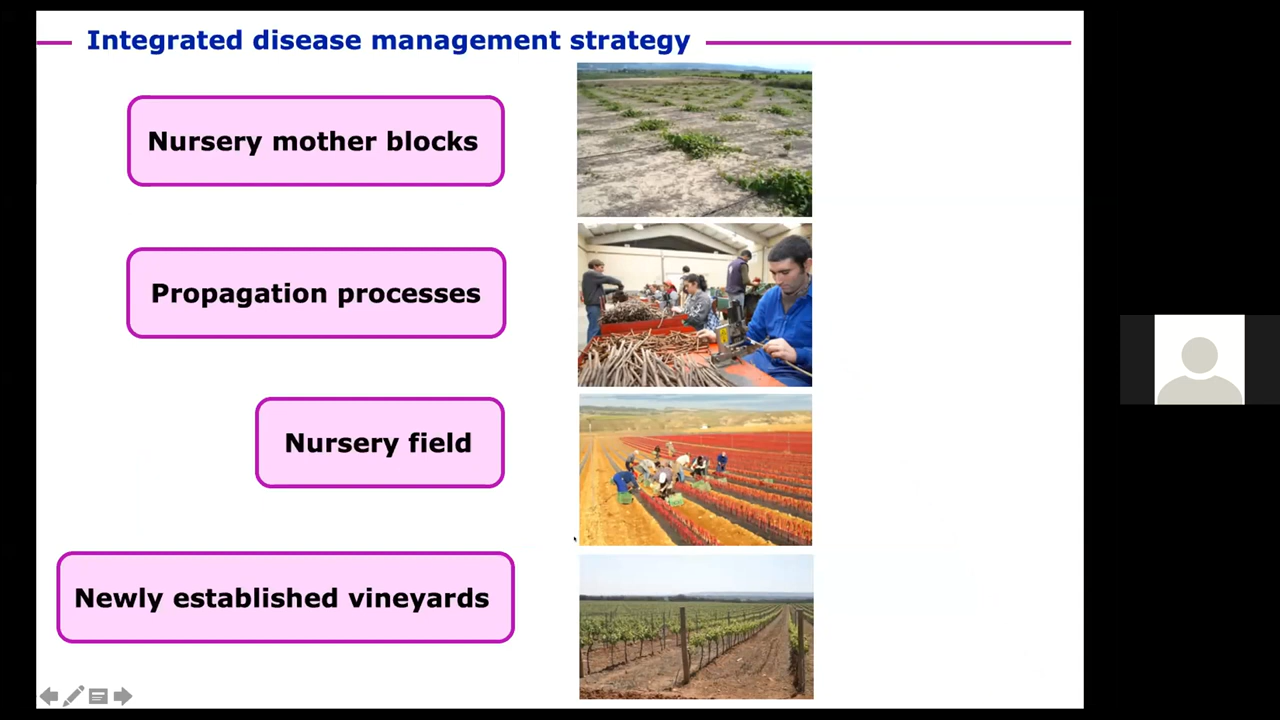 Integrated disease management strategy
Nursery mother blocks
Propagation processes
Nursery field
Newly established vineyards